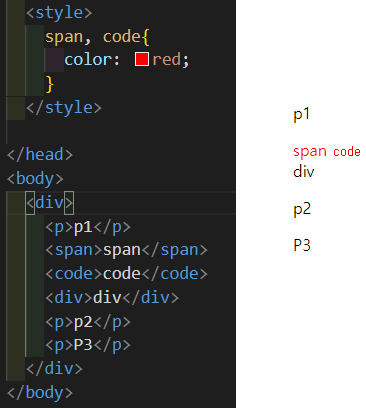 <style>
span, code{
color: red;
}
</style>
</head>
<body>
<div>
<p>p1</p>
<span>span</span>
<code>code</code>
<div>div</div>
<p>p2</p>
<p>P3</p>
</div>
</body>
p1
span code
div
p2
P3